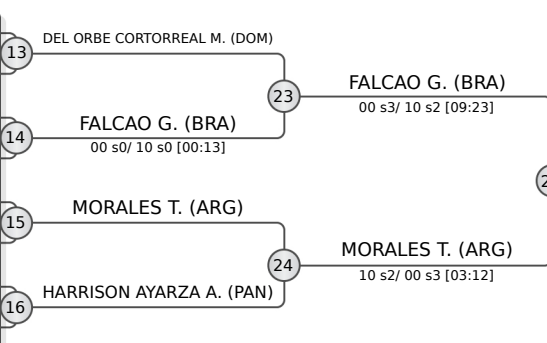 DEL ORBE CORTORREAL M. (DOM)
13
23
FALCAO G. (BRA)
00 s3/ 10 s2 [09:23]
FALCAO G. (BRA)
14
00 s0/ 10 s0 [00:13]
MORALES T. (ARG)
15
24
MORALES T. (ARG)
10 s2/ 00 s3 [03:12]
HARRISON AYARZA A. (PAN)
16